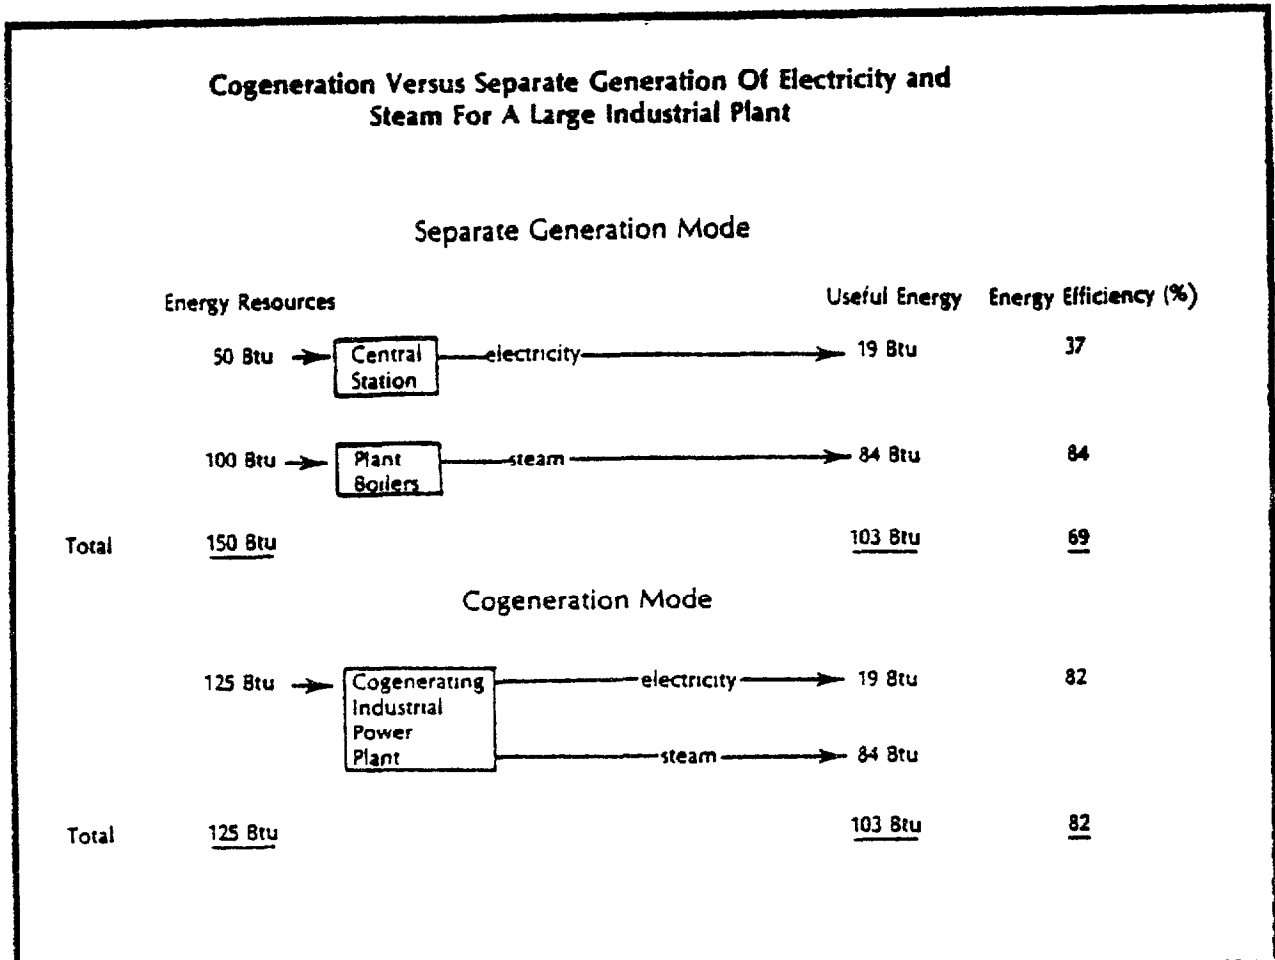 Cogeneration Versus Separate Generation Of Electricity and
Steam For A Large Industrial Plant
Separate Generation Mode
Energy Resources Useful Energy Energy Efficiency (%)
50 Btu Central Station electricity 19 Btu 37
100 Btu Plant Boilers steam 84 Btu 84
Total 150 Btu 103 Btu 69
Cogeneration Mode
125 Btu Cogenerating electricity 19 Btu 82
Industrial
Power
Plant steam 84 Btu
Total 125 Btu 103 Btu 82